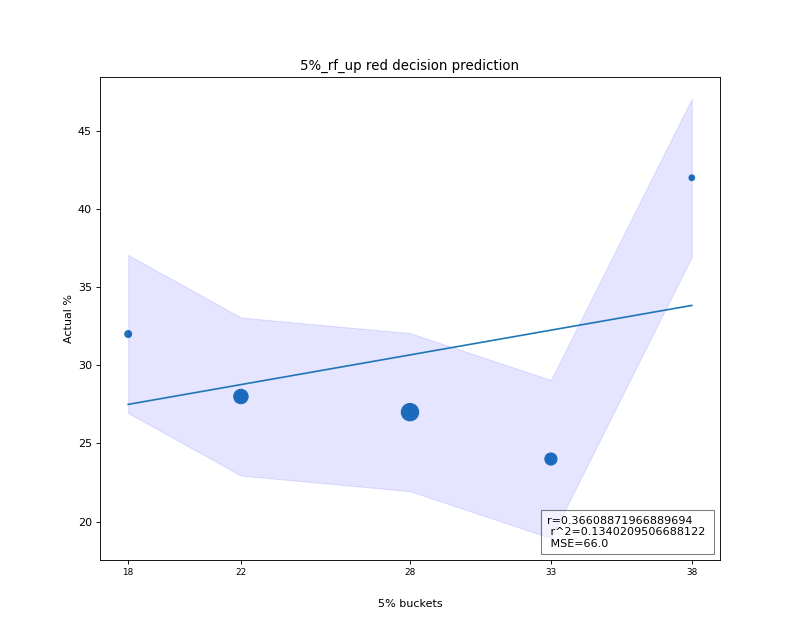 5%_rf_up red decision prediction
Actual %
45
40
35
30
25
20
r=0.36608871966889694
r^2=0.1340209506688122
MSE=66.0
18 22 28 33 38
5% buckets